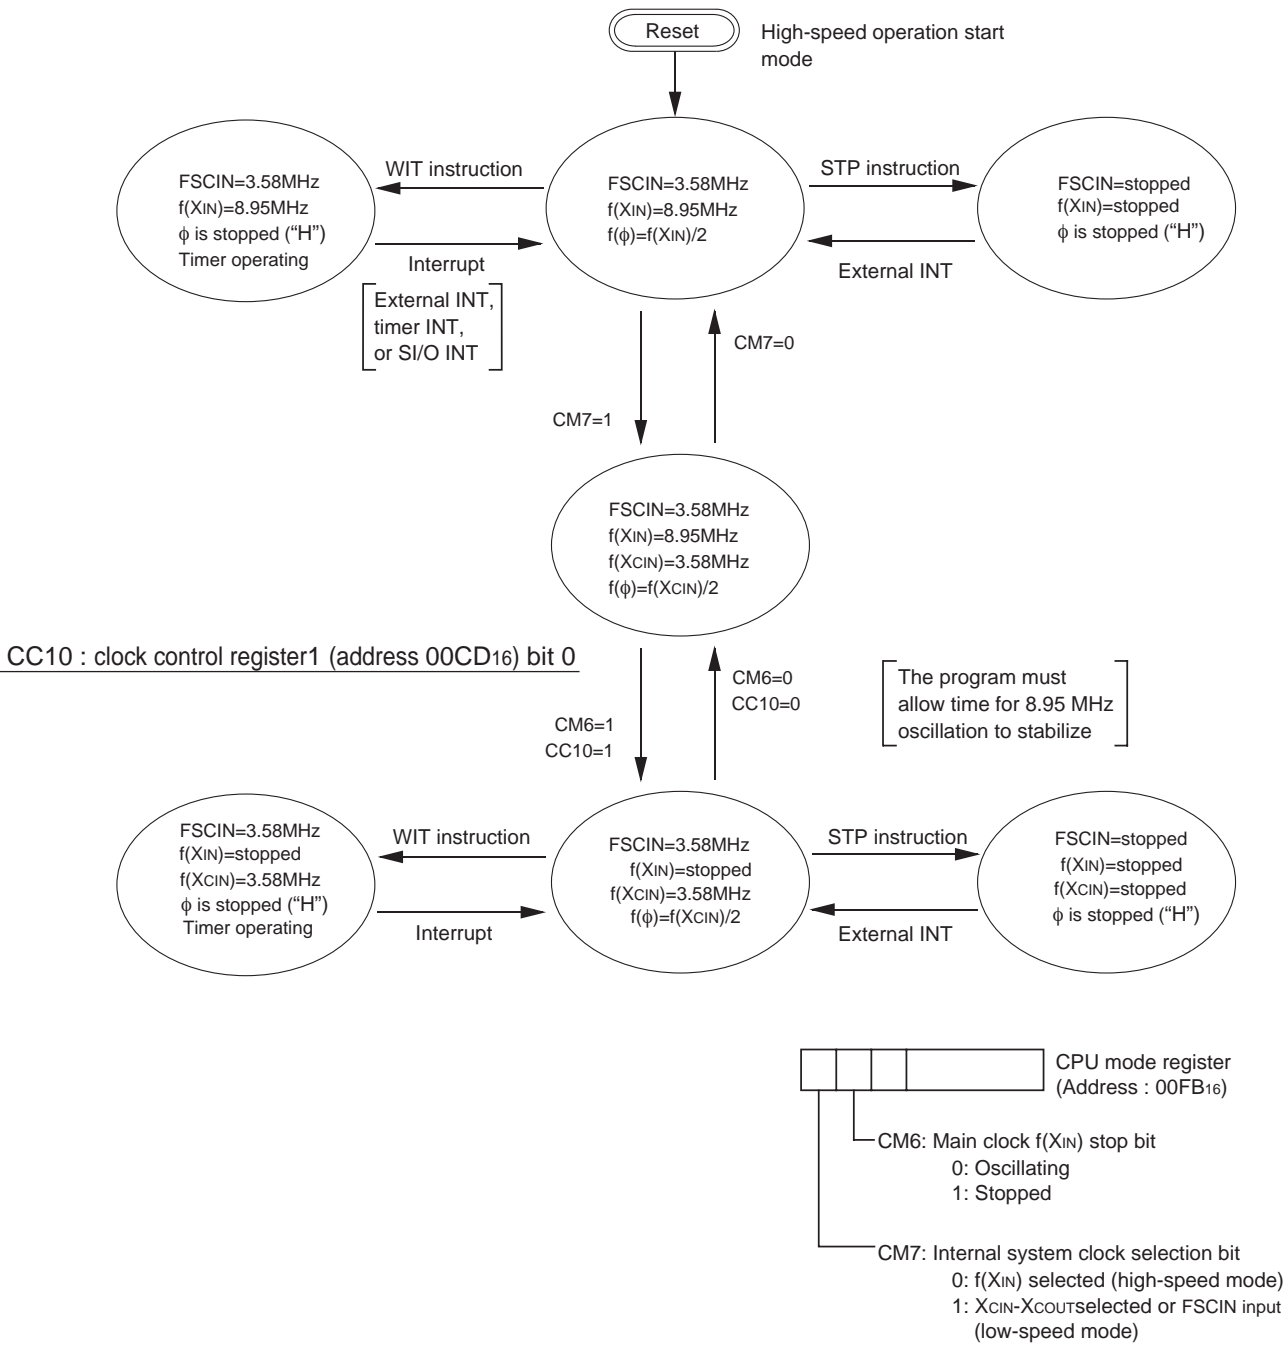 Reset
High-speed operation start
mode
FSCIN=3.58MHz
f(XIN)=8.95MHz
ϕ is stopped (“H”)
Timer operating
WIT instruction
Interrupt
External INT,
timer INT,
or SI/O INT
FSCIN=3.58MHz
f(XIN)=8.95MHz
f(ϕ)=f(XIN)/2
STP instruction
External INT
FSCIN=stopped
f(XIN)=stopped
ϕ is stopped (“H”)
CM7=0
CM7=1
FSCIN=3.58MHz
f(XIN)=8.95MHz
f(XCIN)=3.58MHz
f(ϕ)=f(XCIN)/2
CC10 : clock control register1 (address 00CD16) bit 0
CM6=0
CC10=0
The program must
allow time for 8.95 MHz
oscillation to stabilize
CM6=1
CC10=1
FSCIN=3.58MHz
f(XIN)=stopped
f(XCIN)=3.58MHz
ϕ is stopped (“H”)
Timer operating
WIT instruction
Interrupt
FSCIN=3.58MHz
f(XIN)=stopped
f(XCIN)=3.58MHz
f(ϕ)=f(XCIN)/2
STP instruction
External INT
FSCIN=stopped
f(XIN)=stopped
f(XCIN)=stopped
ϕ is stopped (“H”)
CPU mode register
(Address : 00FB16)
CM6: Main clock f(XIN) stop bit
0: Oscillating
1: Stopped
CM7: Internal system clock selection bit
0: f(XIN) selected (high-speed mode)
1: XCIN-XCOUTselected or FSCIN input
(low-speed mode)